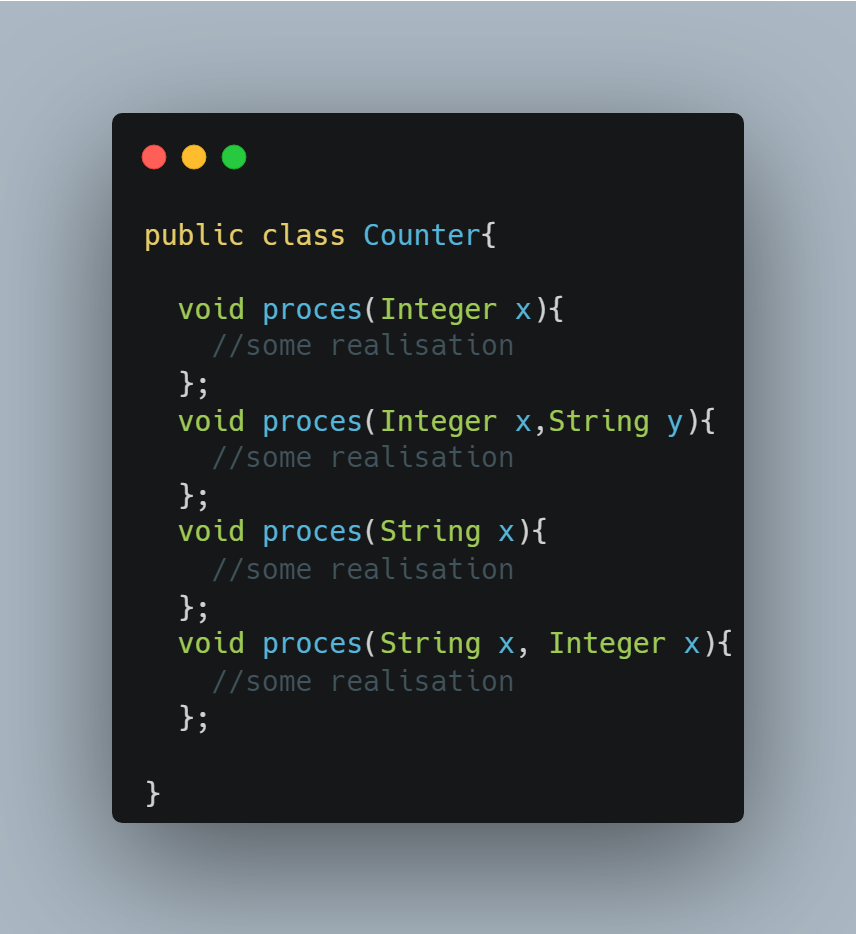 public class Counter{
void proces(Integer x){
//some realisation
};
void proces(Integer x,String y){
//some realisation
};
void proces(String x){
//some realisation
};
void proces(String x, Integer x){
//some realisation
};
}